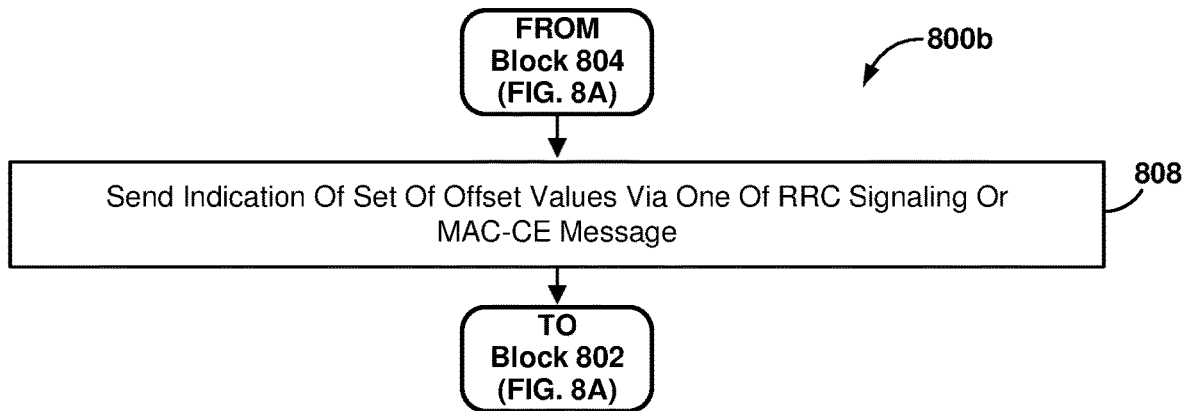 FROM
Block 804
(FIG. 8A)
800b
Send Indication Of Set Of Offset Values Via One Of RRC Signaling Or
MAC-CE Message
808
TO
Block 802
(FIG. 8A)